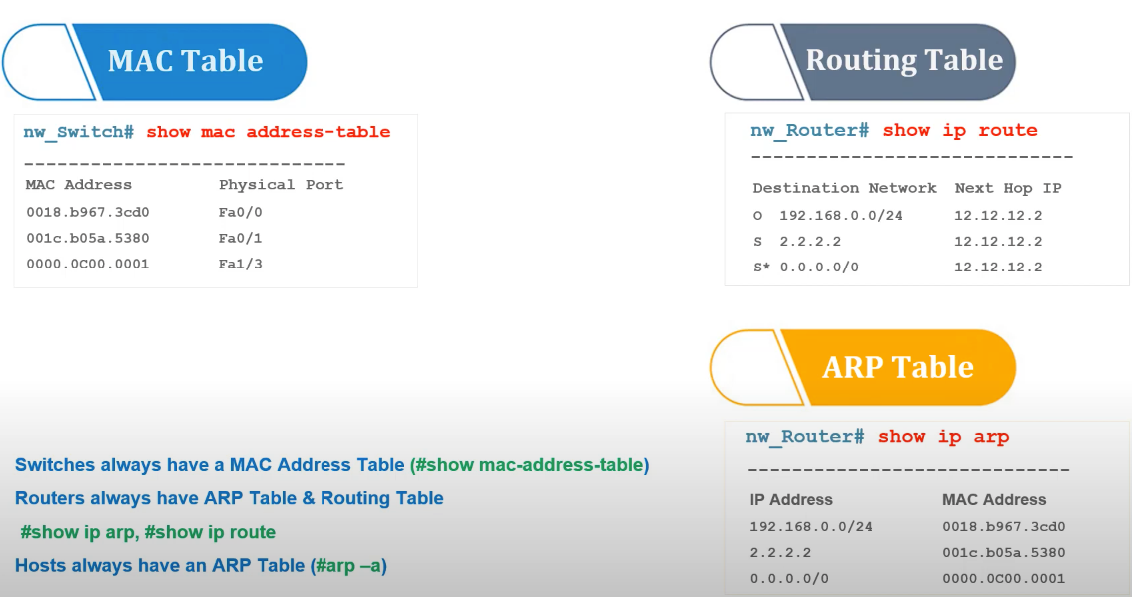 MAC Table
nw_Switch# show mac address-table
----------------------------
MAC Address Physical Port
0018.b967.3cd0 Fa0/0
001c.b05a.5380 Fa0/1
0000.0C00.0001 Fa1/3
Routing Table
nw_Router# show ip route
----------------------------
Destination Network Next Hop IP
O 192.168.0.0/24 12.12.12.2
S 2.2.2.2 12.12.12.2
S* 0.0.0.0/0 12.12.12.2
ARP Table
nw_Router# show ip arp
----------------------------
IP Address MAC Address
192.168.0.0/24 0018.b967.3cd0
2.2.2.2 001c.b05a.5380
0.0.0.0/0 0000.0C00.0001
Switches always have a MAC Address Table (#show mac-address-table)
Routers always have ARP Table & Routing Table
#show ip arp, #show ip route
Hosts always have an ARP Table (#arp –a)